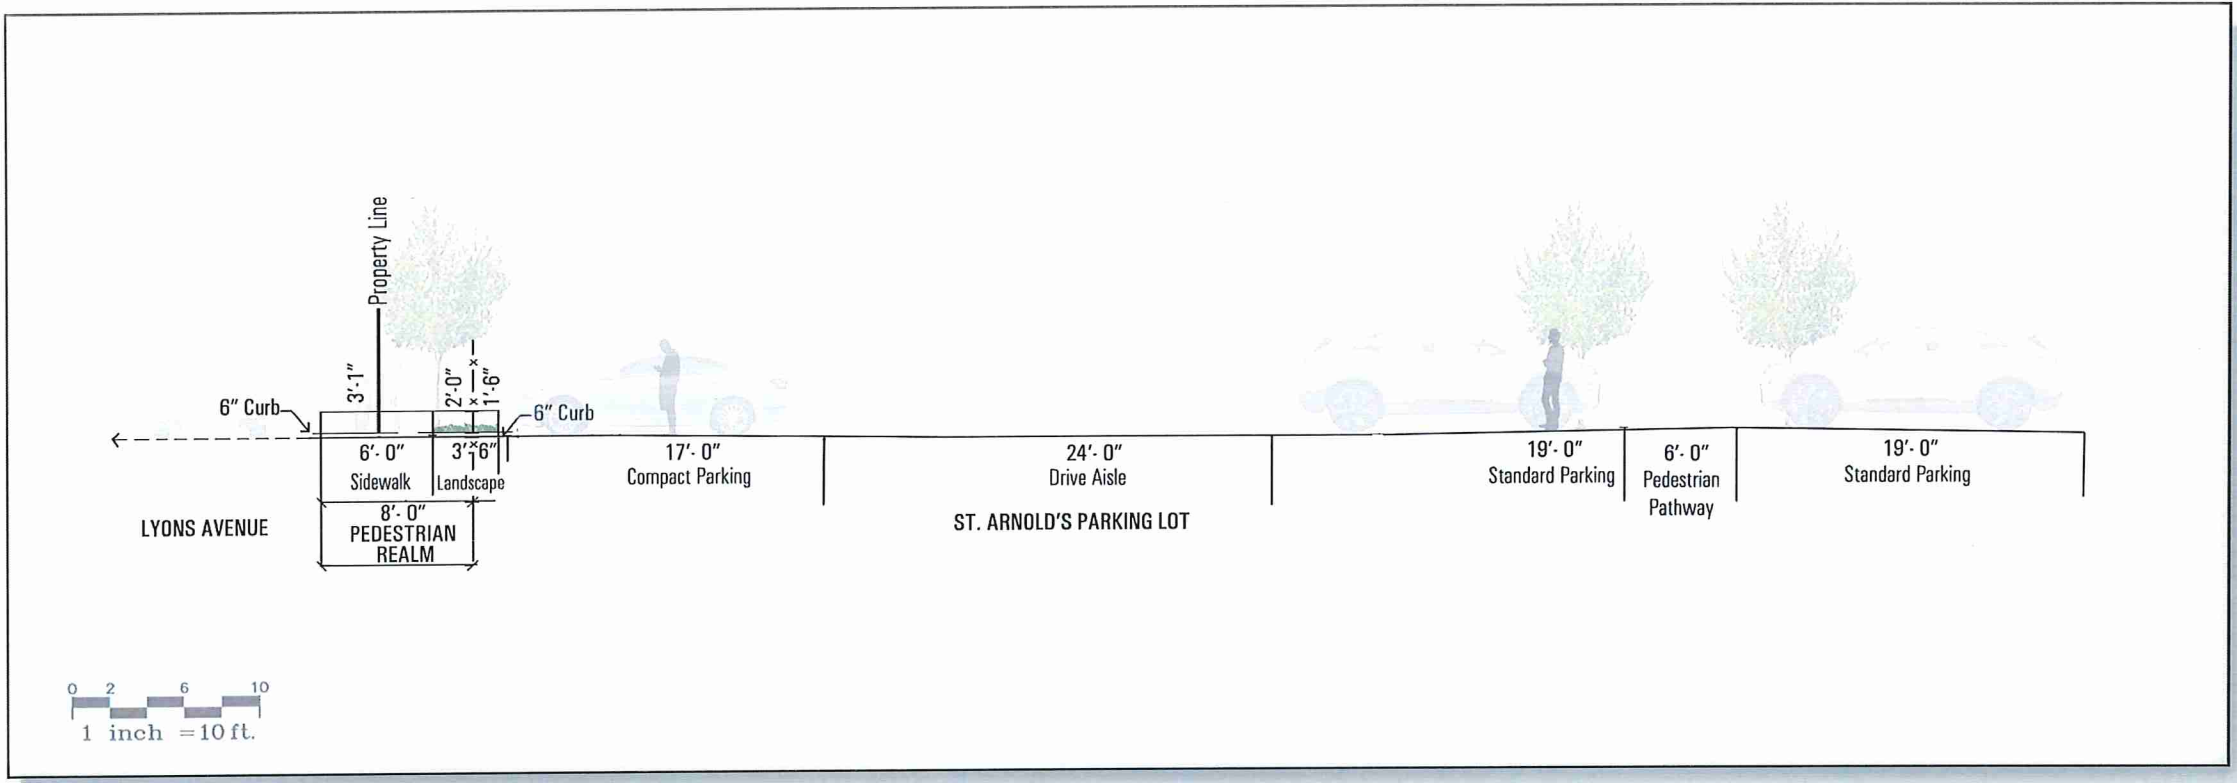 Property Line
3'-1"
2'-0"
1'-6"
6" Curb
6" Curb
6'-0"
Sidewalk
3'-6"
Landscape
17'-0"
Compact Parking
24'-0"
Drive Aisle
19'-0"
Standard Parking
6'-0"
Pedestrian
Pathway
19'-0"
Standard Parking
8'-0"
PEDESTRIAN
REALM
LYONS AVENUE
ST. ARNOLD'S PARKING LOT
0 2 6 10
1 inch =10 ft.